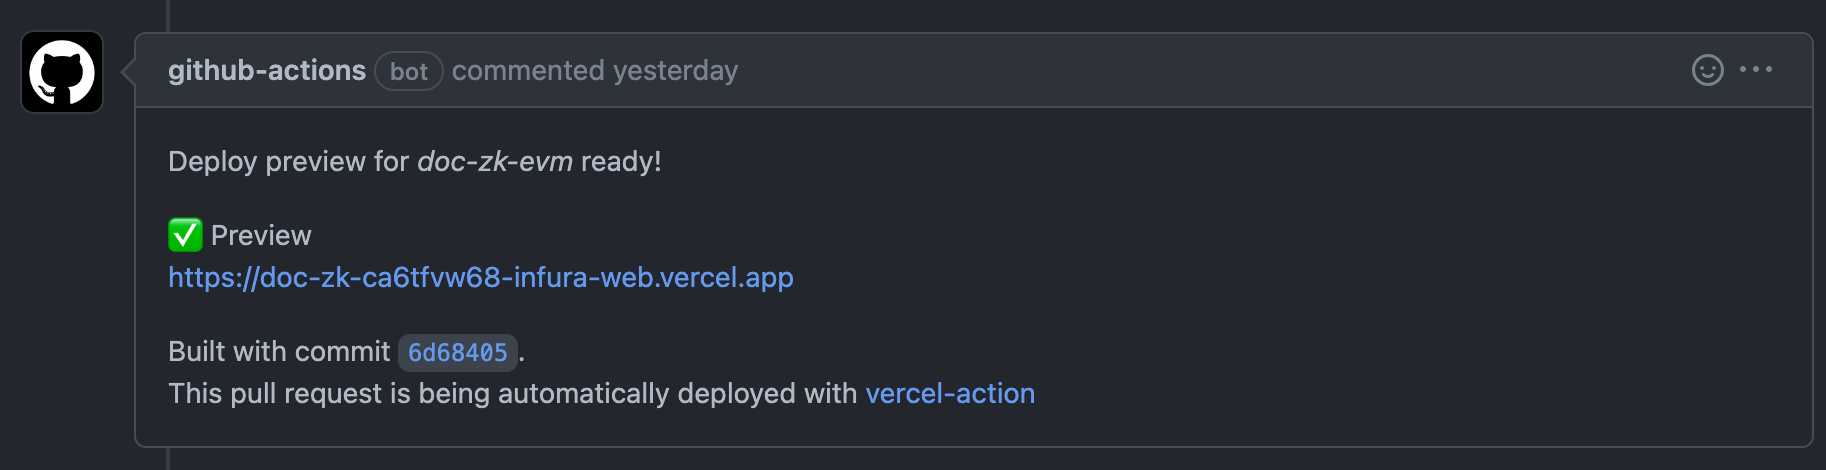 github-actions bot commented yesterday
Deploy preview for doc-zk-evm ready!
✅ Preview
https://doc-zk-ca6tfvw68-infura-web.vercel.app
Built with commit 6d68405.
This pull request is being automatically deployed with vercel-action